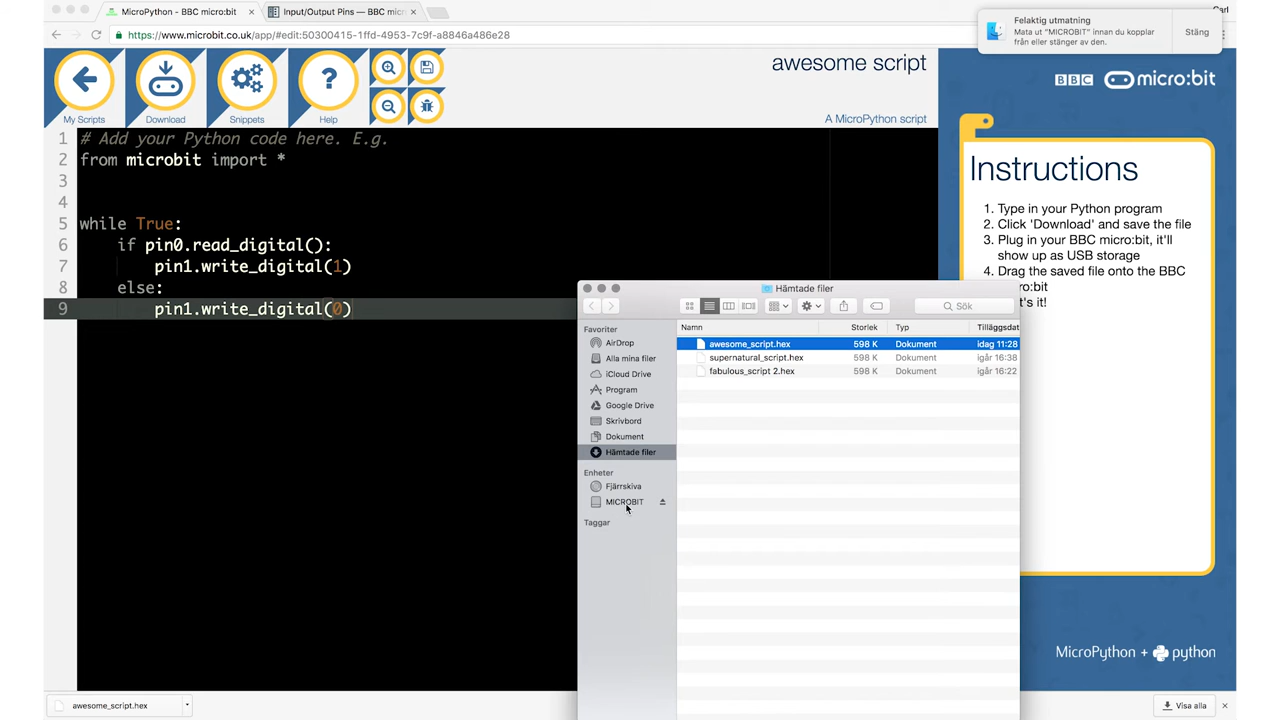 MicroPython - BBC micro:bit
Input/Output Pins — BBC micr
Carl
https://www.microbit.co.uk/app/#edit:50300415-1ffd-4953-7c9f-a8846a486e28
Felaktig utmatning
Mata ut "MICROBIT" innan du kopplar
från eller stänger av den.
Stäng
My Scripts
Download
?
Snippets
Help
awesome script
A MicroPython script
BBC micro:bit
1 # Add your Python code here. E.g.
2 from microbit import *
3
4
5 while True:
6 if pin0.read_digital():
7 pin1.write_digital(1)
8 else:
9 pin1.write_digital(0)
Instructions
1. Type in your Python program
2. Click 'Download' and save the file
3. Plug in your BBC micro:bit, it'll
show up as USB storage
4. Drag the saved file onto the BBC
ro:bit
t's it!
Hämtade filer
Sök
Favoriter
AirDrop
Alla mina filer
iCloud Drive
Program
Google Drive
Skrivbord
Dokument
Hämtade filer
Enheter
Fjärrskiva
MICROBIT
Taggar
Namn Storlek Typ Tilläggsdat
awesome_script.hex 598 K Dokument idag 11:28
supernatural_script.hex 598 K Dokument igår 16:38
fabulous_script 2.hex 598 K Dokument igår 16:22
MicroPython + python
awesome_script.hex
Visa alla